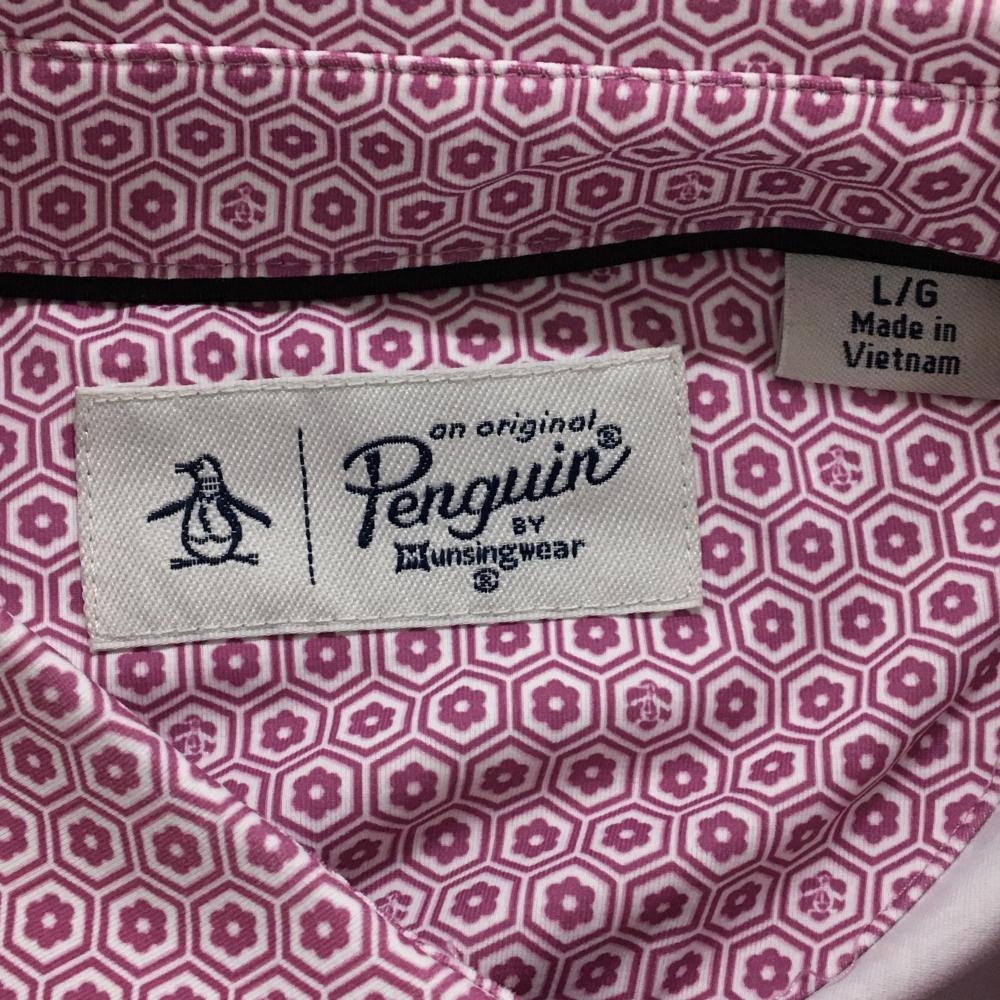 L/G
Made in
Vietnam
an original
Penguin®
BY
Munsingwear
®